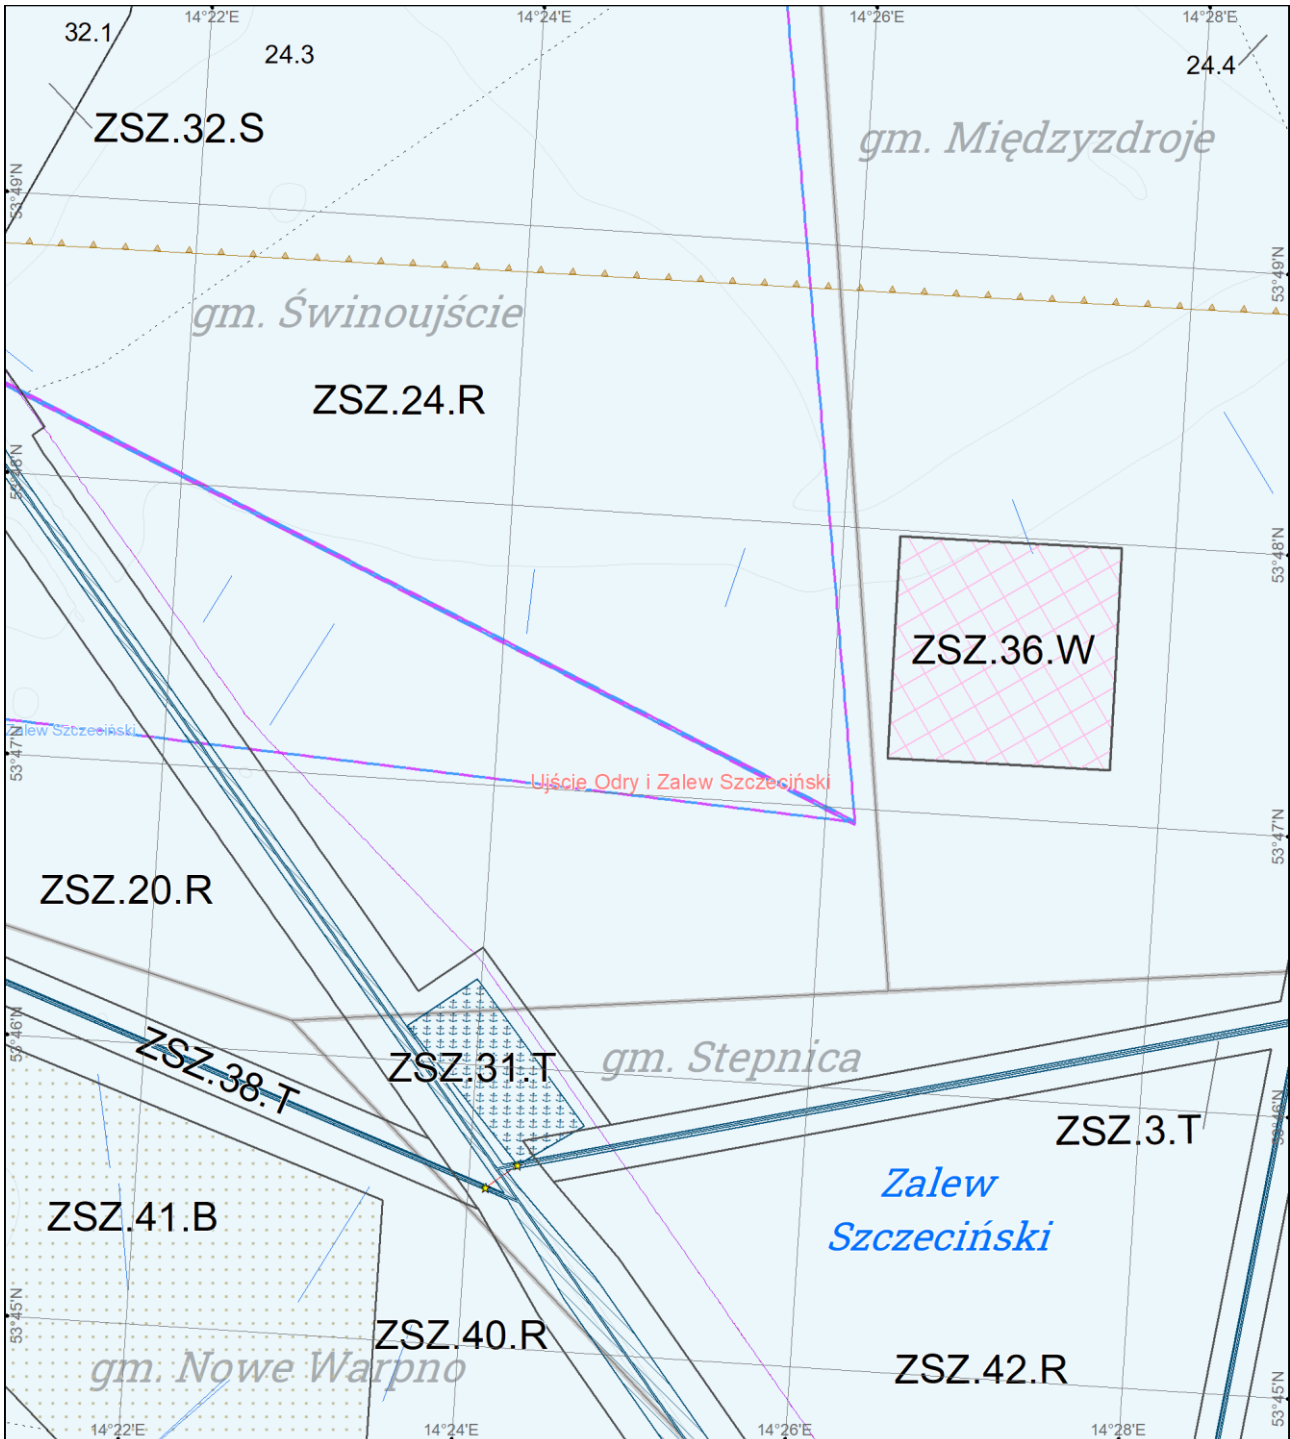 14°22'E
14°24'E
14°26'E
14°28'E
32.1
24.3
24.4
ZSZ.32.S
gm. Międzyzdroje
53°49'N
53°49'N
gm. Świnoujście
ZSZ.24.R
53°48'N
53°48'N
ZSZ.36.W
Zalew Szczeciński
53°47'N
Ujście Odry i Zalew Szczeciński
53°47'N
ZSZ.20.R
53°46'N
ZSZ.38.T
ZSZ.31.T
gm. Stepnica
53°46'N
ZSZ.3.T
Zalew
Szczeciński
ZSZ.41.B
53°45'N
ZSZ.40.R
gm. Nowe Warpno
ZSZ.42.R
53°45'N
14°22'E
14°24'E
14°26'E
14°28'E